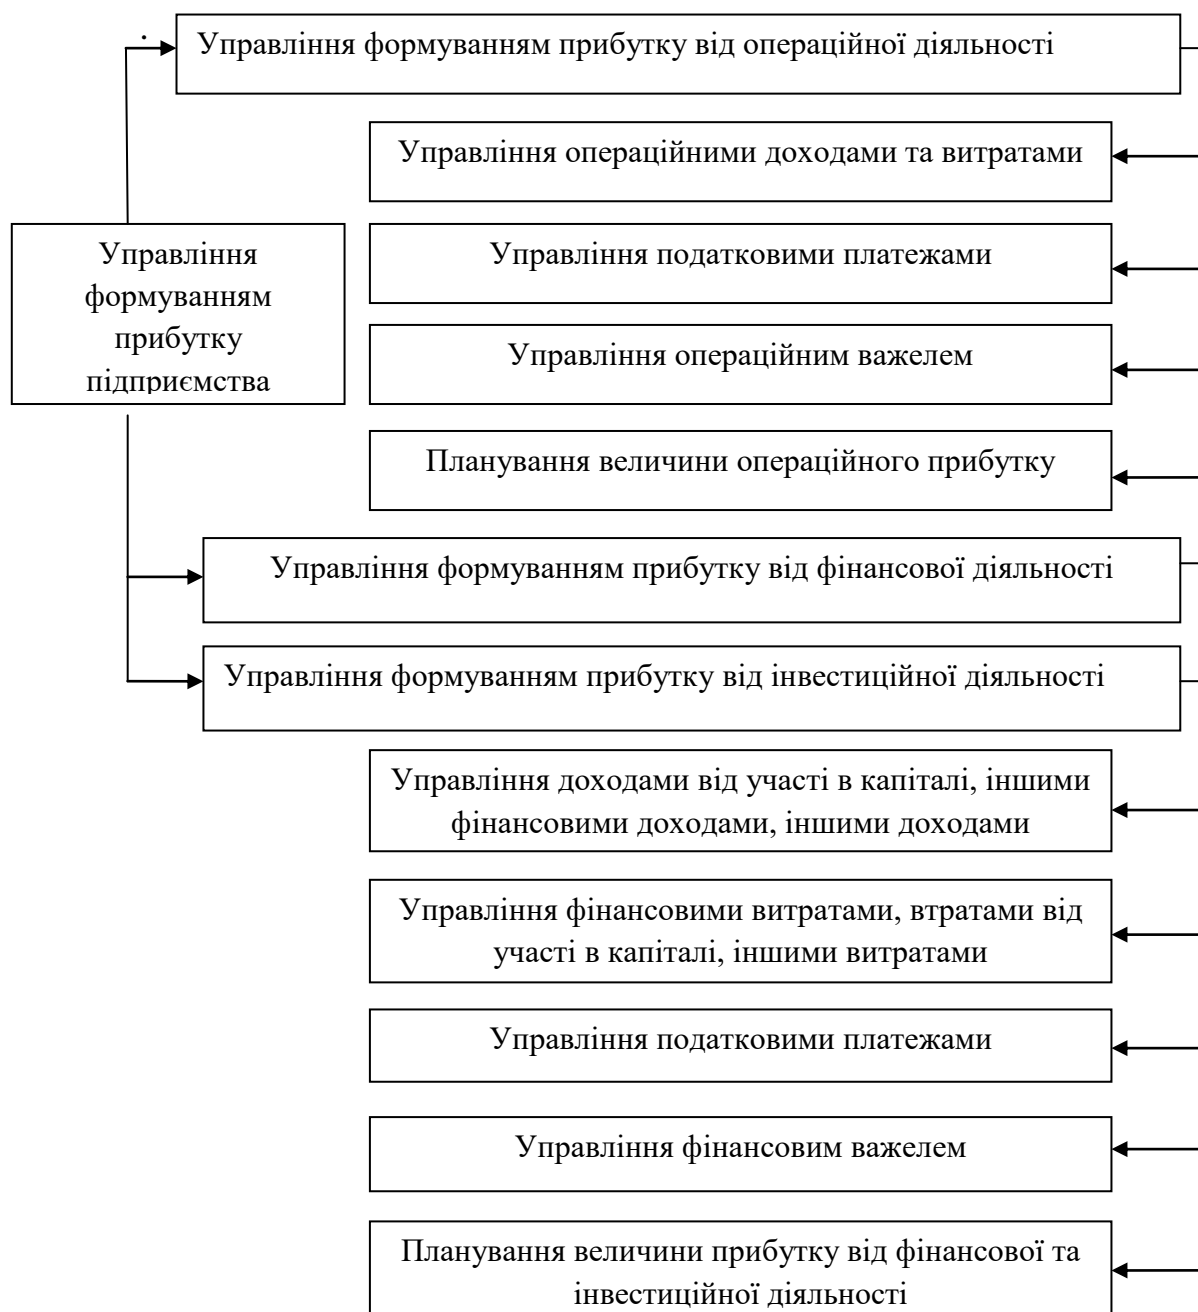 Управління формуванням прибутку від операційної діяльності
Управління операційними доходами та витратами
Управління
формуванням
прибутку
підприємства
Управління податковими платежами
Управління операційним важелем
Планування величини операційного прибутку
Управління формуванням прибутку від фінансової діяльності
Управління формуванням прибутку від інвестиційної діяльності
Управління доходами від участі в капіталі, іншими
фінансовими доходами, іншими доходами
Управління фінансовими витратами, втратами від
участі в капіталі, іншими витратами
Управління податковими платежами
Управління фінансовим важелем
Планування величини прибутку від фінансової та
інвестиційної діяльності